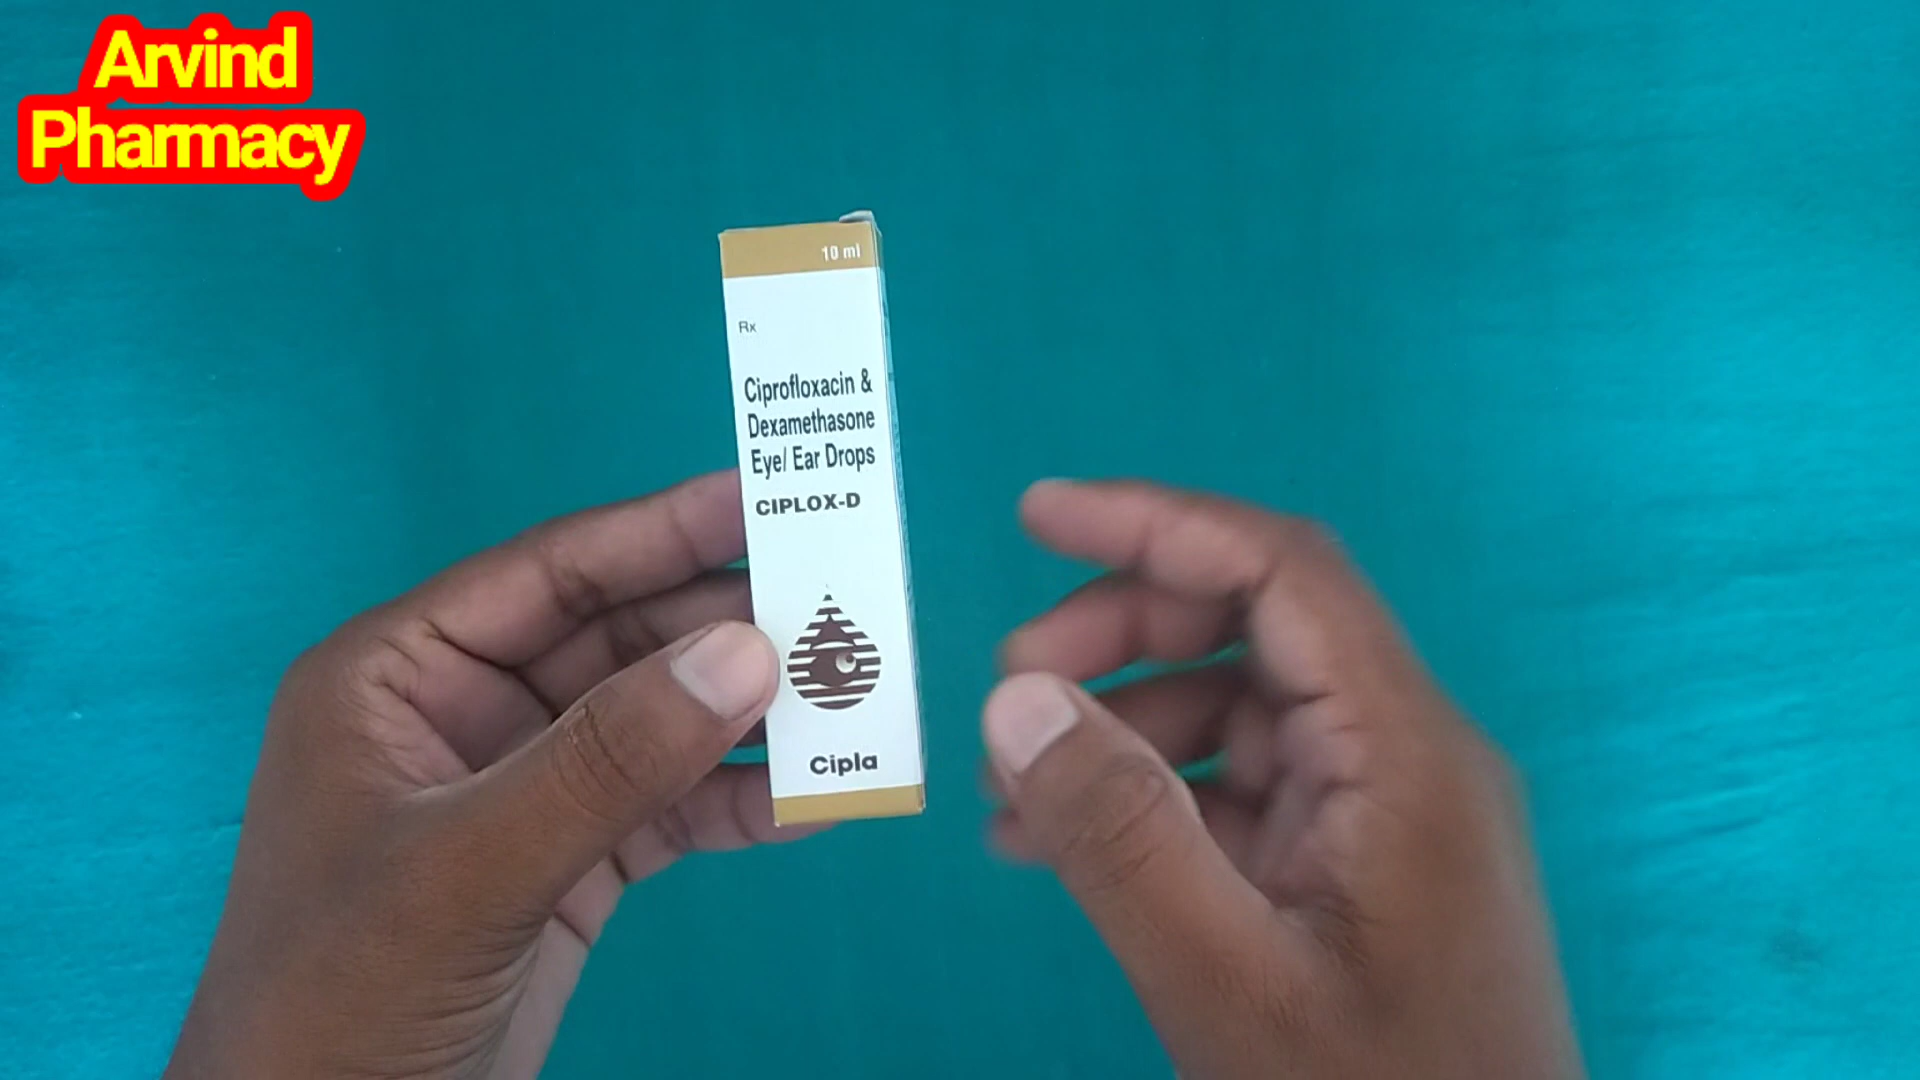 Arvind
Pharmacy
10 ml
Rx
Ciprofloxacin &
Dexamethasone
Eye/ Ear Drops
CIPLOX-D
Cipla